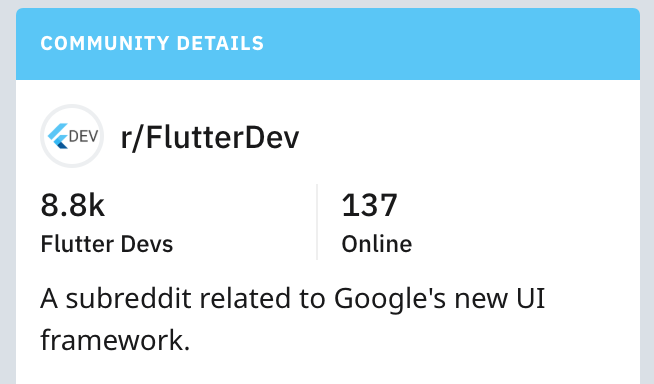 COMMUNITY DETAILS
DEV
r/FlutterDev
8.8k
Flutter Devs
137
Online
A subreddit related to Google's new UI
framework.